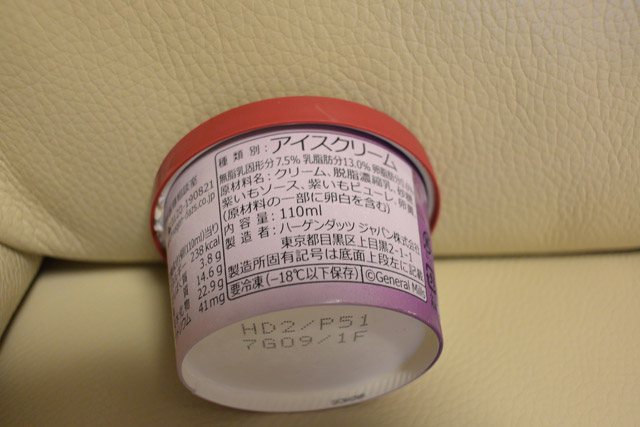 種類別：アイスクリーム
無脂乳固形分7.5% 乳脂肪分13.0%
原材料名：クリーム、脱脂濃縮乳、砂糖、
紫いもソース、紫いもピューレ、卵黄
(原材料の一部に卵白を含む)
内容量：110ml
製造者：ハーゲンダッツ ジャパン株式会社
東京都目黒区上目黒2-1-1
製造所固有記号は底面上段左に記載
要冷凍(−18℃以下保存) ©General Mills
190821
238kcal
3.8g
14.6g
22.9g
41mg
HD2/P51
7G09/1F